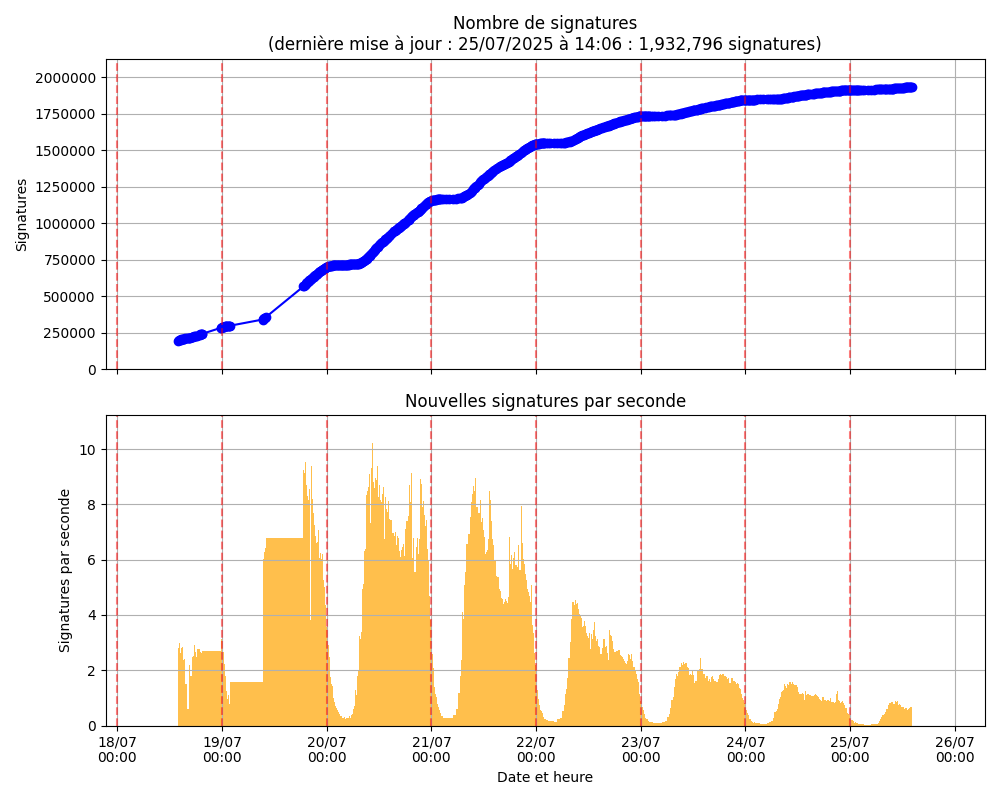 Nombre de signatures
(dernière mise à jour : 25/07/2025 à 14:06 : 1,932,796 signatures)
2000000
1750000
1500000
1250000
1000000
750000
500000
250000
0
Signatures
Nouvelles signatures par seconde
10
8
6
4
2
0
Signatures par seconde
18/07 19/07 20/07 21/07 22/07 23/07 24/07 25/07 26/07
00:00 00:00 00:00 00:00 00:00 00:00 00:00 00:00 00:00
Date et heure